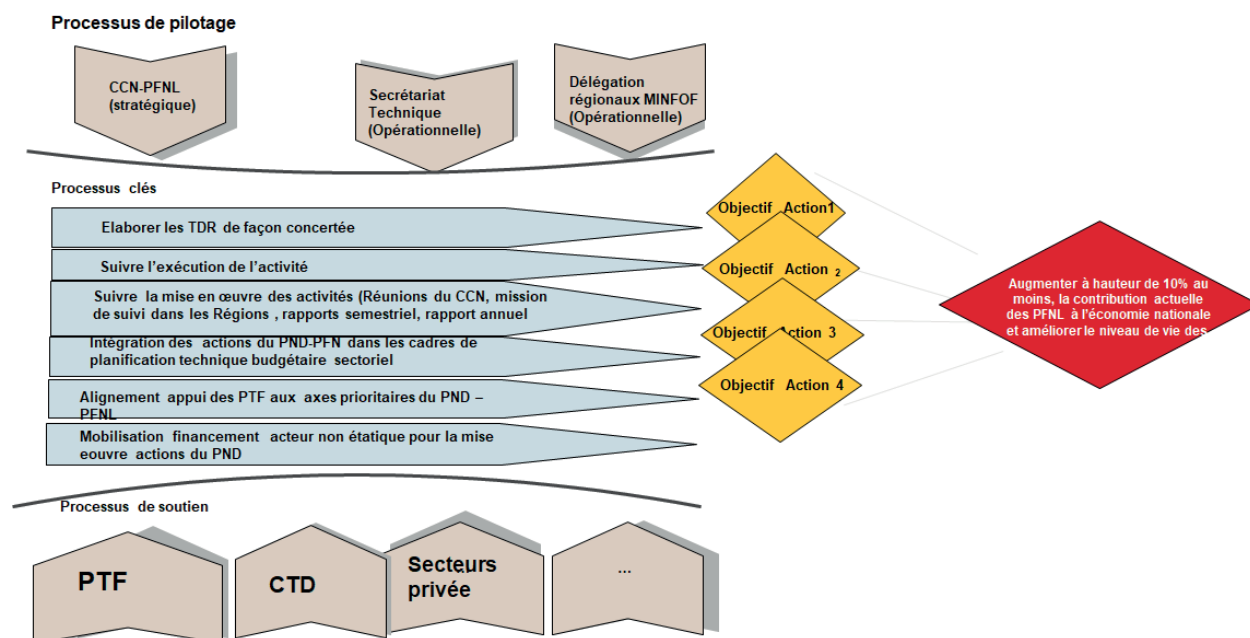 Processus de pilotage
CCN-PFNL
(stratégique)
Secrétariat
Technique
(Opérationnelle)
Délégation
régionaux MINFOF
(Opérationnelle)
Processus clés
Elaborer les TDR de façon concertée
Suivre l'exécution de l'activité
Suivre la mise en œuvre des activités (Réunions du CCN, mission
de suivi dans les Régions , rapports semestriel, rapport annuel
Intégration des actions du PND-PFN dans les cadres de
planification technique budgétaire sectoriel
Alignement appui des PTF aux axes prioritaires du PND –
PFNL
Mobilisation financement acteur non étatique pour la mise
eouvre actions du PND
Objectif Action1
Objectif Action 2
Objectif Action 3
Objectif Action 4
Augmenter à hauteur de 10% au
moins, la contribution actuelle
des PFNL à l'économie nationale
et améliorer le niveau de vie des
Processus de soutien
PTF
CTD
Secteurs
privée
...